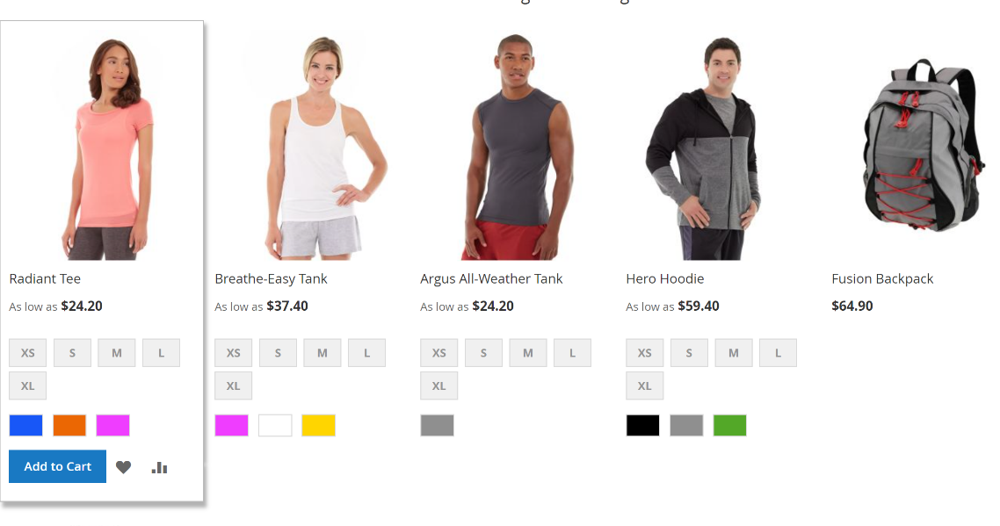 Radiant Tee
As low as $24.20
XS S M L
XL
Add to Cart
Breathe-Easy Tank
As low as $37.40
XS S M L
XL
Argus All-Weather Tank
As low as $24.20
XS S M L
XL
Hero Hoodie
As low as $59.40
XS S M L
XL
Fusion Backpack
$64.90